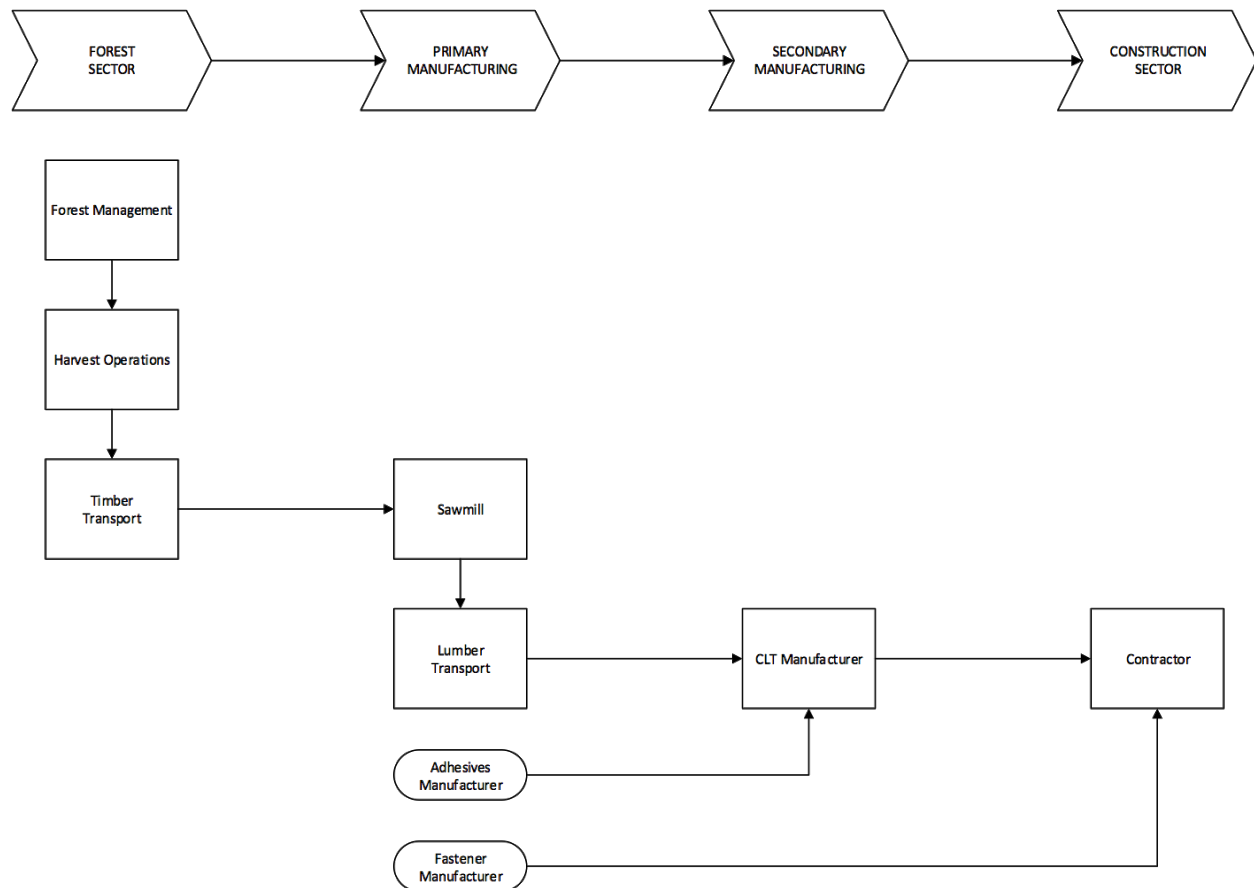 FOREST
SECTOR
PRIMARY
MANUFACTURING
SECONDARY
MANUFACTURING
CONSTRUCTION
SECTOR
Forest Management
Harvest Operations
Timber
Transport
Sawmill
Lumber
Transport
CLT Manufacturer
Contractor
Adhesives
Manufacturer
Fastener
Manufacturer